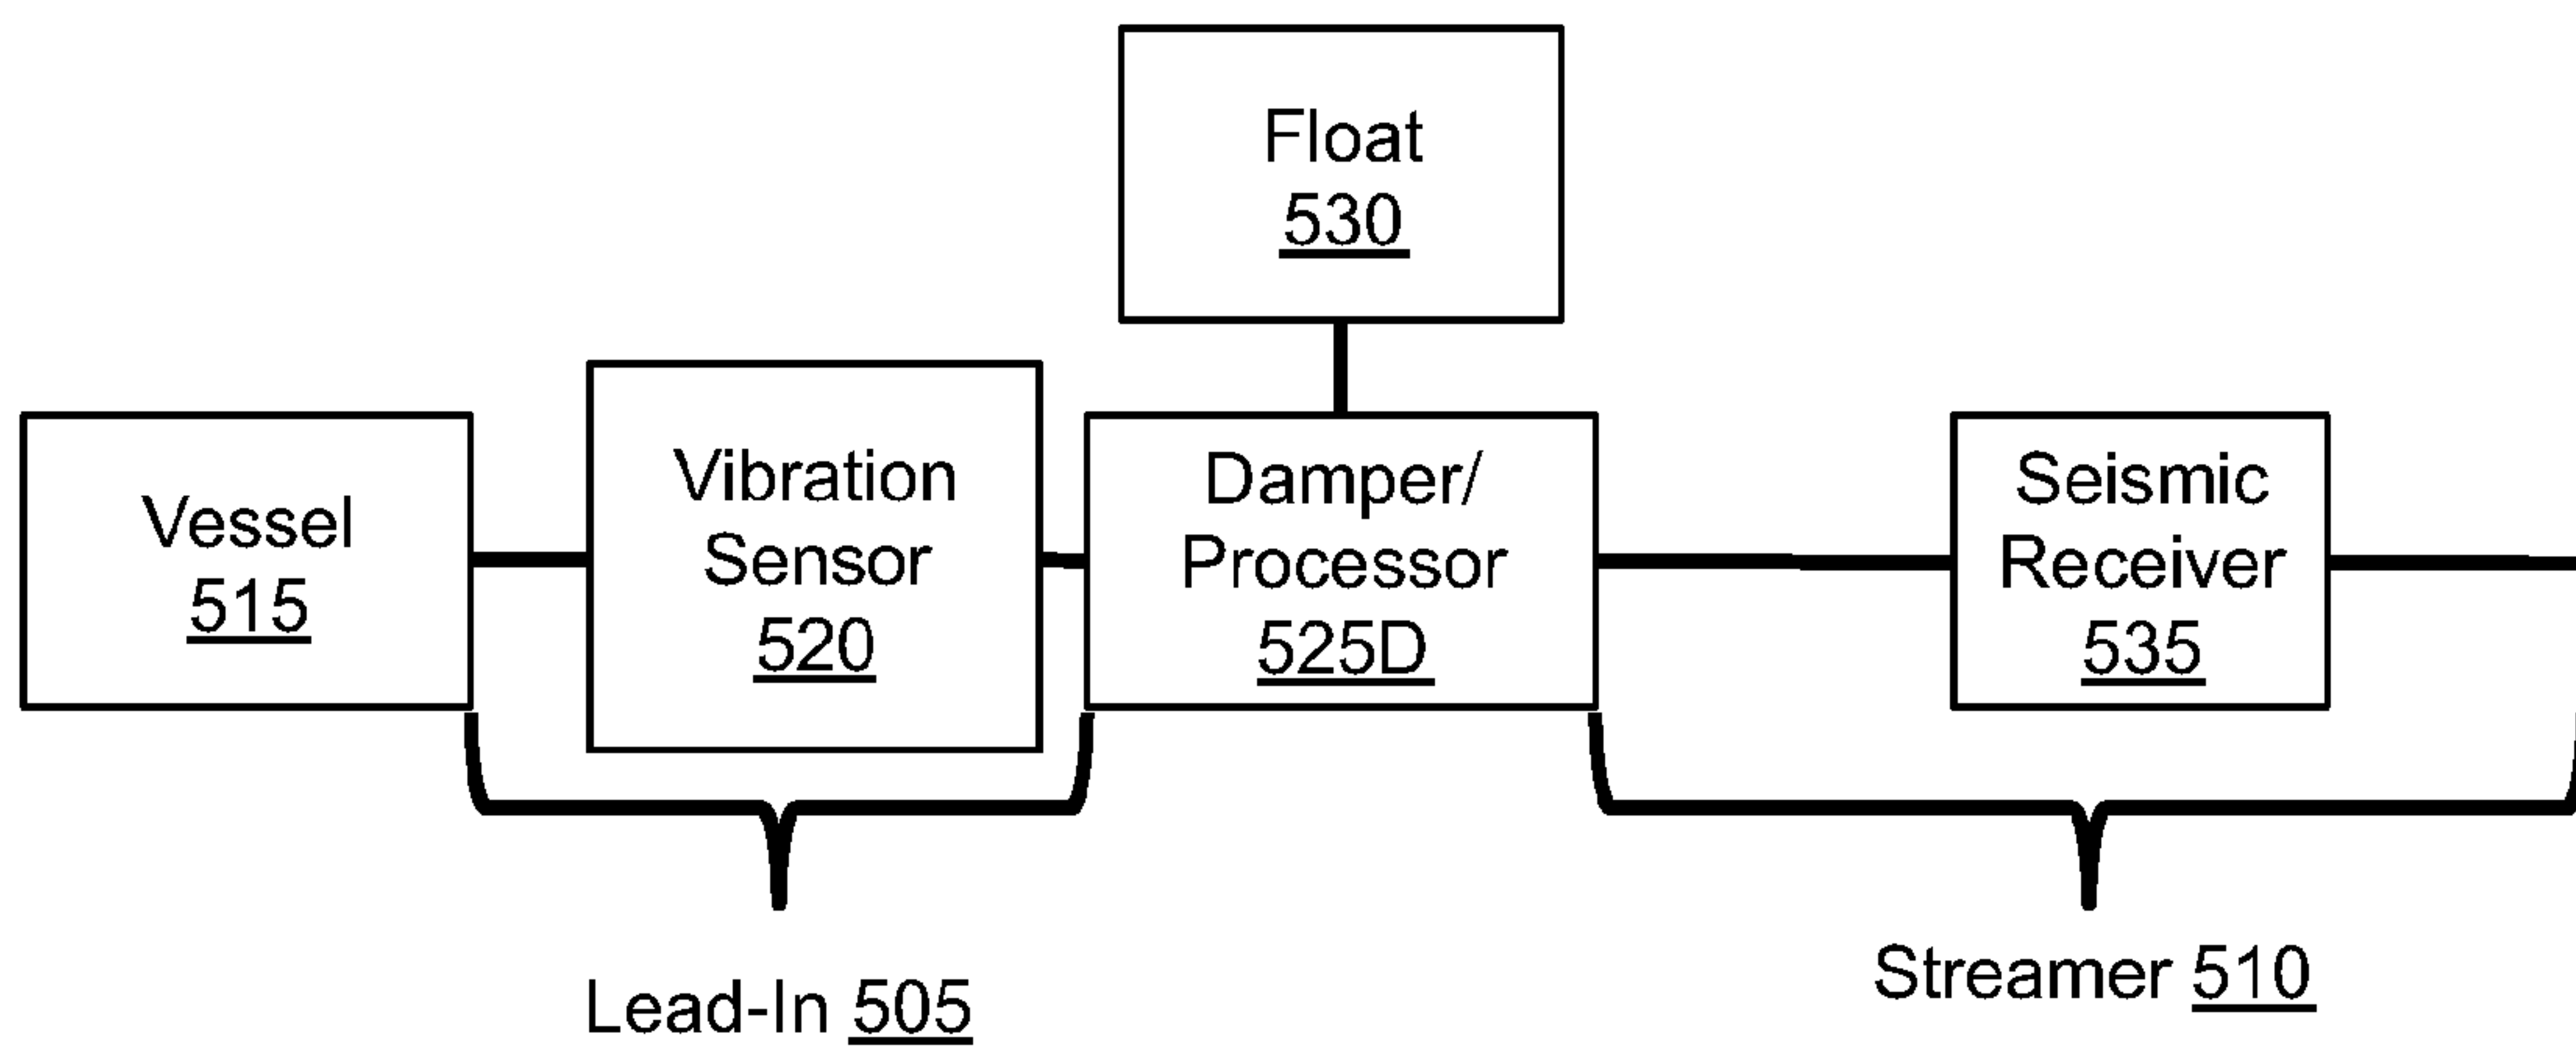 Float
530
Vessel
515
Vibration
Sensor
520
Damper/
Processor
525D
Seismic
Receiver
535
Lead-In 505
Streamer 510